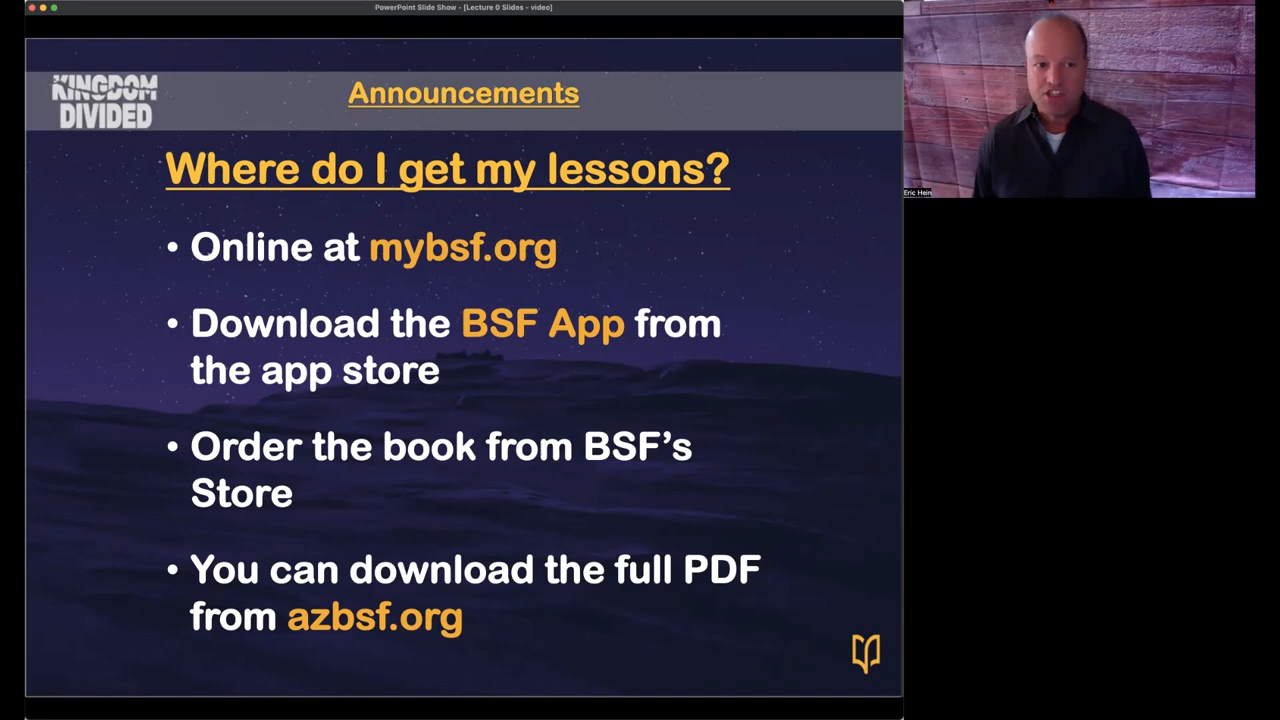 PowerPoint Slide Show - [Lecture 0 Slides - video]
KINGDOM
DIVIDED
Announcements
Where do I get my lessons?
• Online at mybsf.org
• Download the BSF App from
the app store
• Order the book from BSF’s
Store
• You can download the full PDF
from azbsf.org
Eric Hein